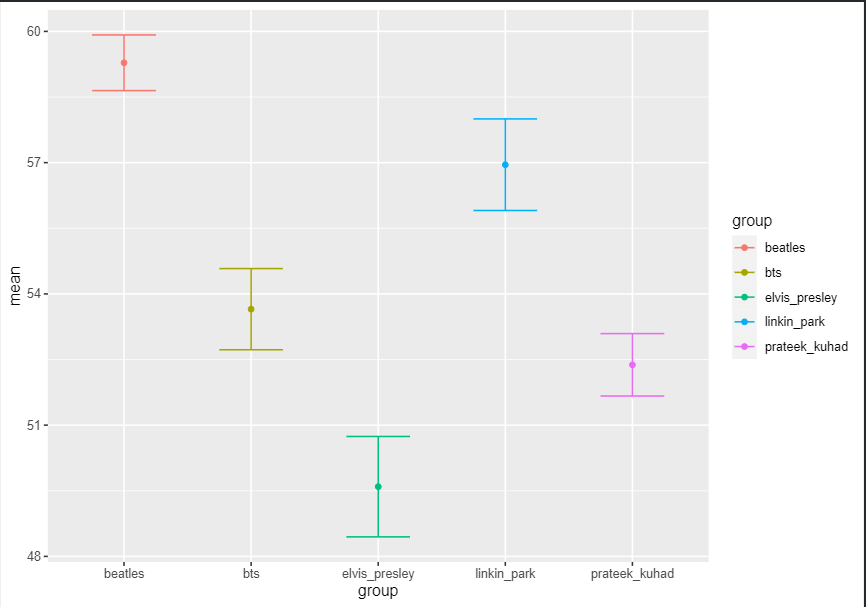 60
57
54
51
48
mean
beatles bts elvis_presley linkin_park prateek_kuhad
group
group
beatles
bts
elvis_presley
linkin_park
prateek_kuhad